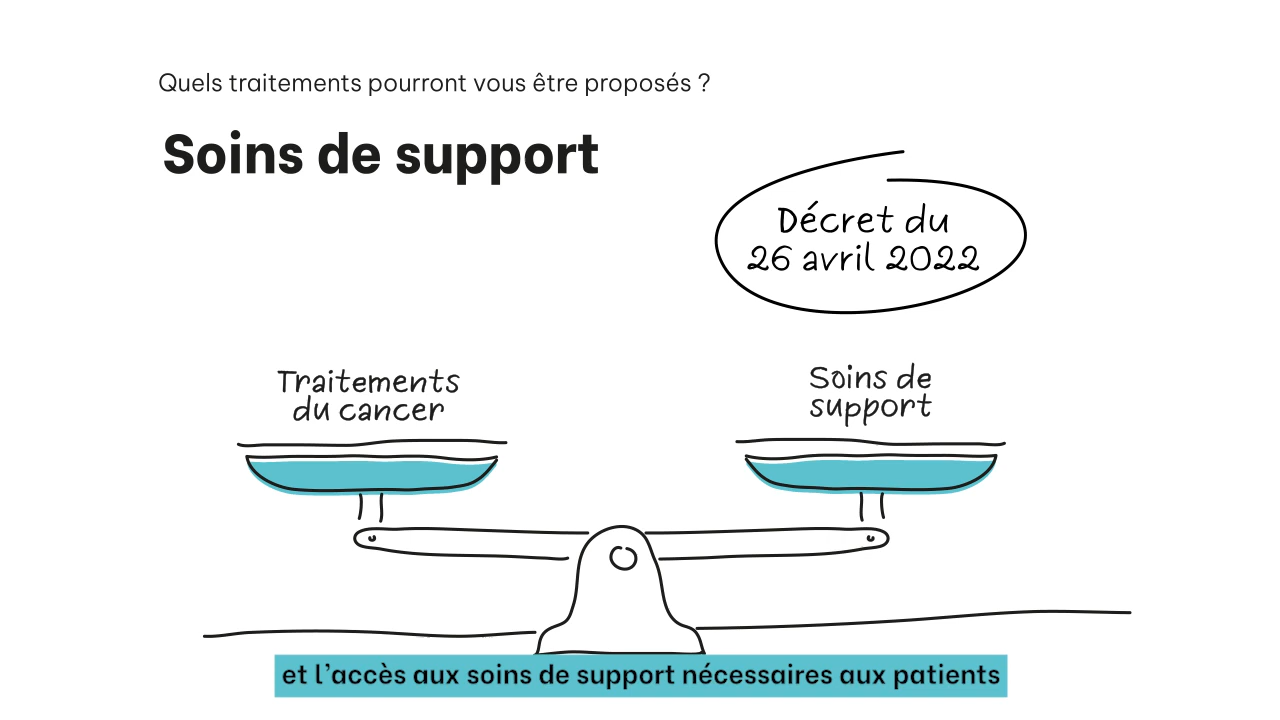 Quels traitements pourront vous être proposés ?
Soins de support
Décret du
26 avril 2022
Traitements
du cancer
Soins de
support
et l'accès aux soins de support nécessaires aux patients